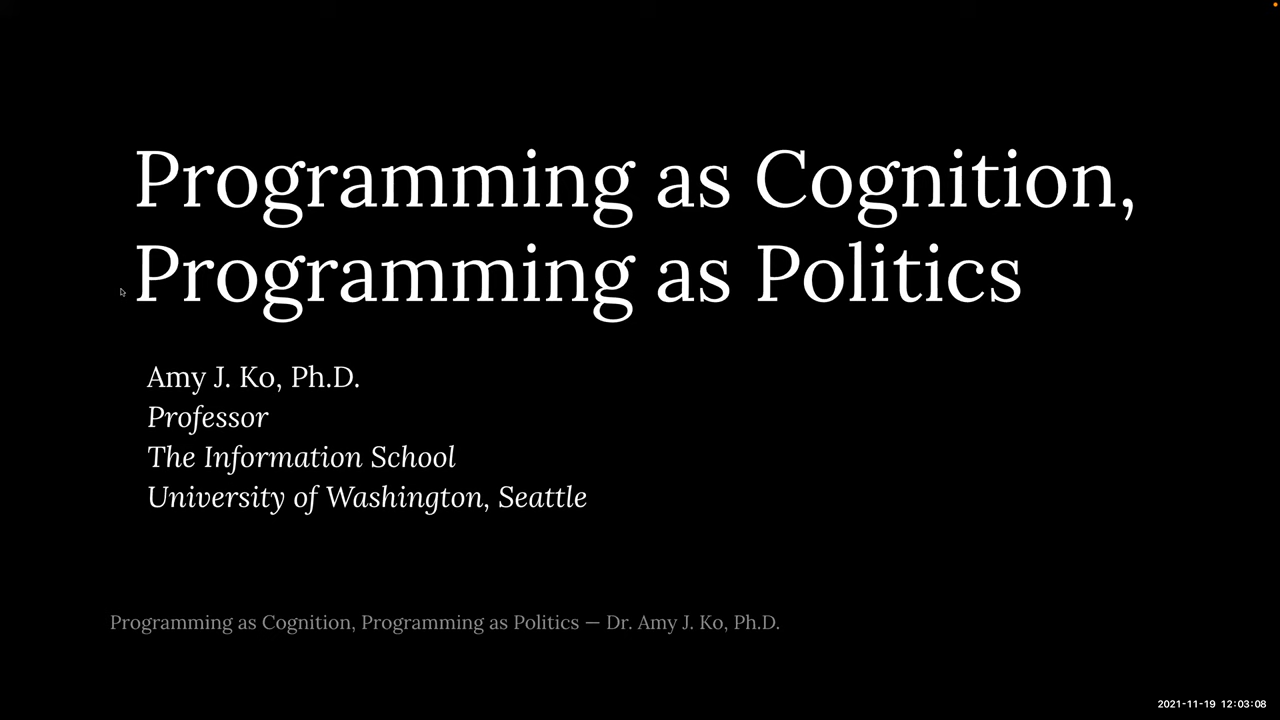 Programming as Cognition,
Programming as Politics
Amy J. Ko, Ph.D.
Professor
The Information School
University of Washington, Seattle
Programming as Cognition, Programming as Politics — Dr. Amy J. Ko, Ph.D.
2021-11-19 12:03:08